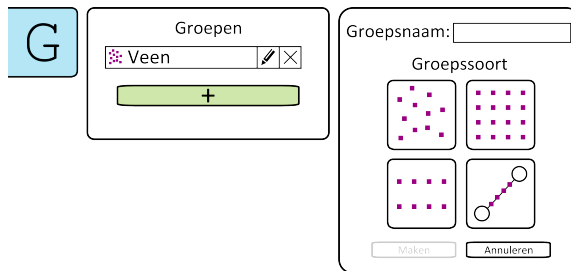 G
Groepen
Veen
+
Groepsnaam:
Groepssoort
Maken
Annuleren